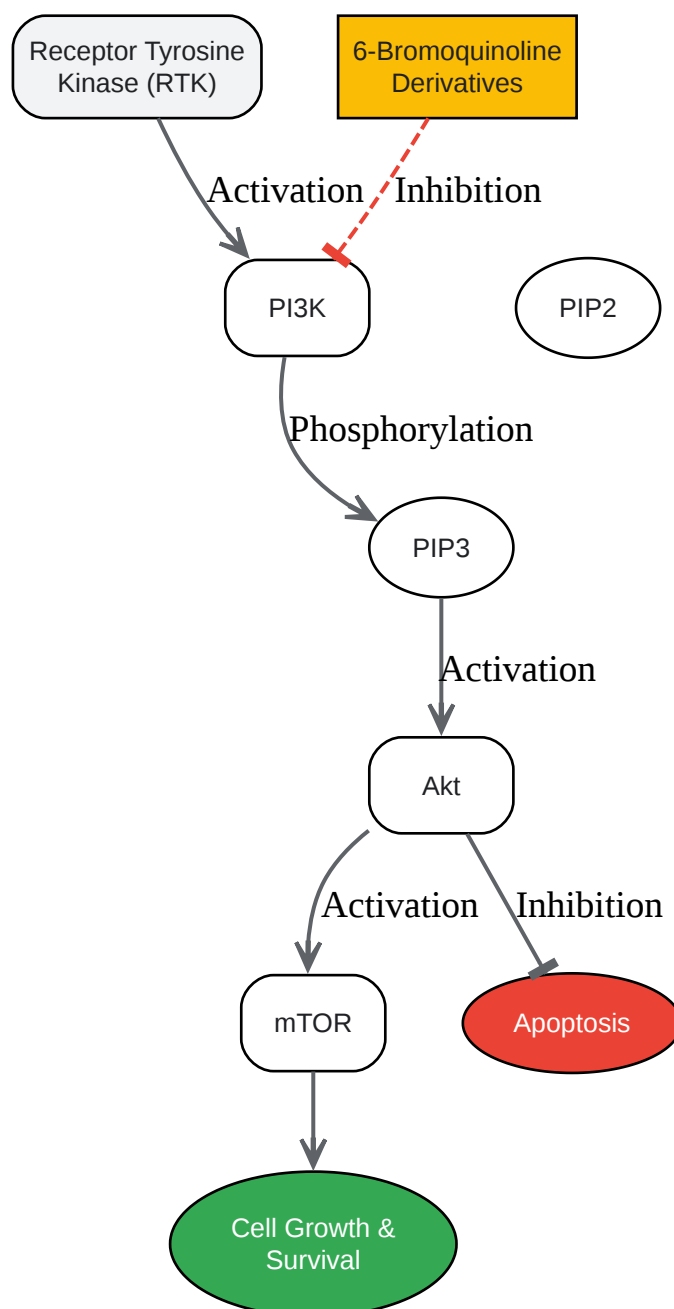 Receptor Tyrosine
Kinase (RTK)
6-Bromoquinoline
Derivatives
Activation
Inhibition
PI3K
PIP2
Phosphorylation
PIP3
Activation
Akt
Activation
Inhibition
mTOR
Apoptosis
Cell Growth &
Survival